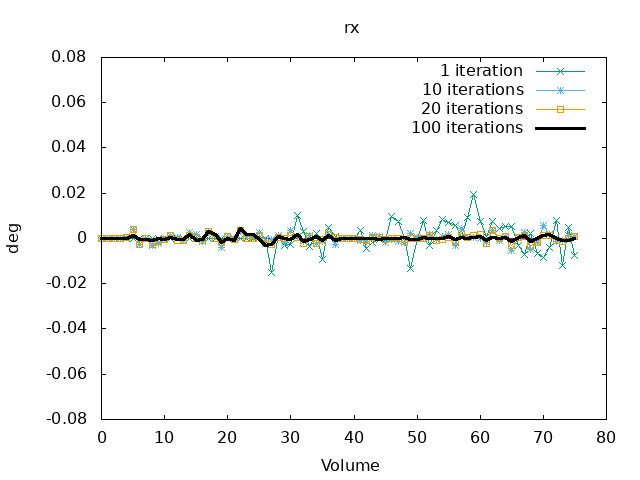 rx
0.08
0.06
0.04
0.02
0
-0.02
-0.04
-0.06
-0.08
deg
1 iteration
10 iterations
20 iterations
100 iterations
0 10 20 30 40 50 60 70 80
Volume